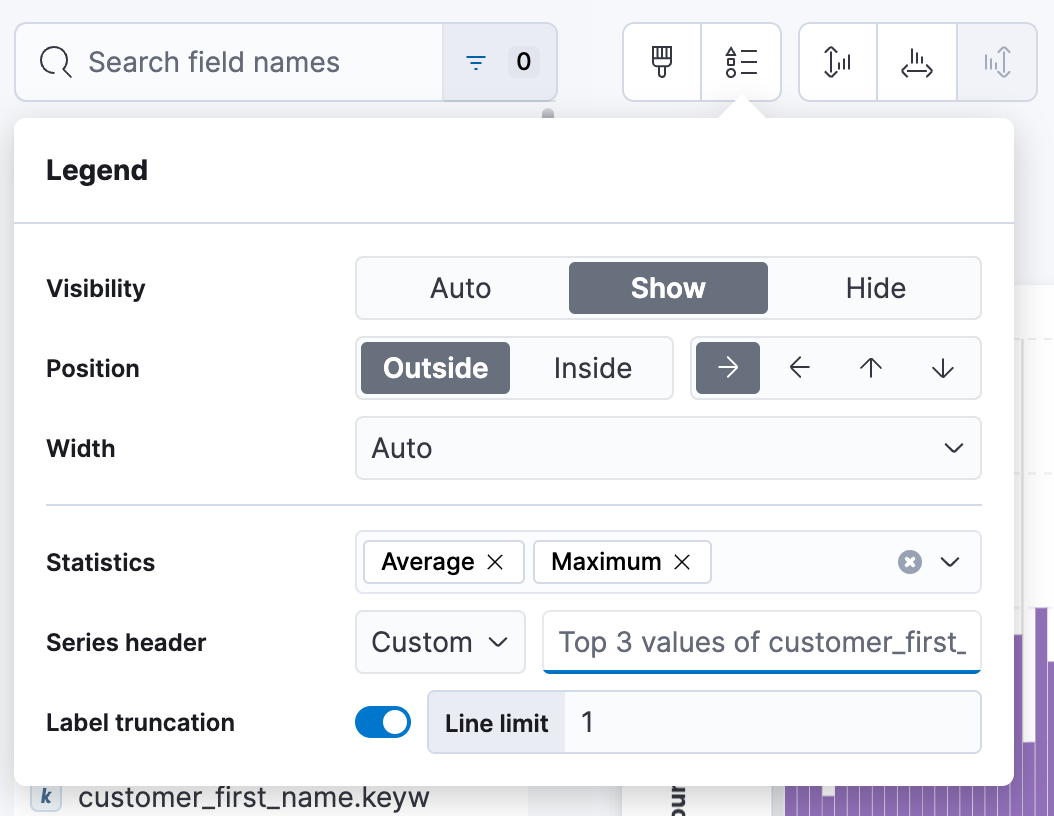 Search field names
0
Legend
Visibility
Auto
Show
Hide
Position
Outside
Inside
Width
Auto
Statistics
Average
Maximum
Series header
Custom
Top 3 values of customer_first_
Label truncation
Line limit
1
k
customer_first_name.keyw